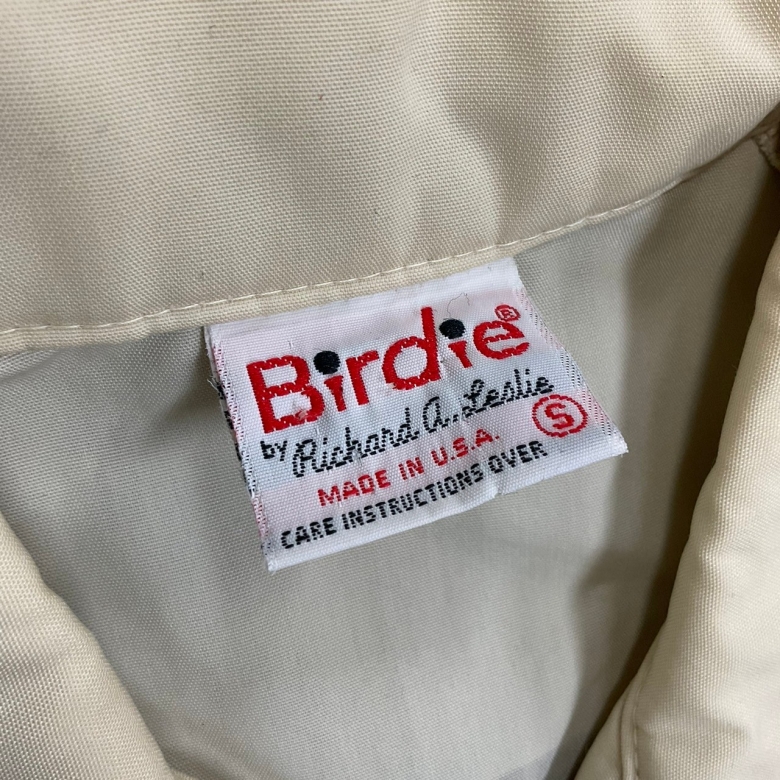 Birdie®
by Richard A. Leslie
MADE IN U.S.A. S
CARE INSTRUCTIONS OVER